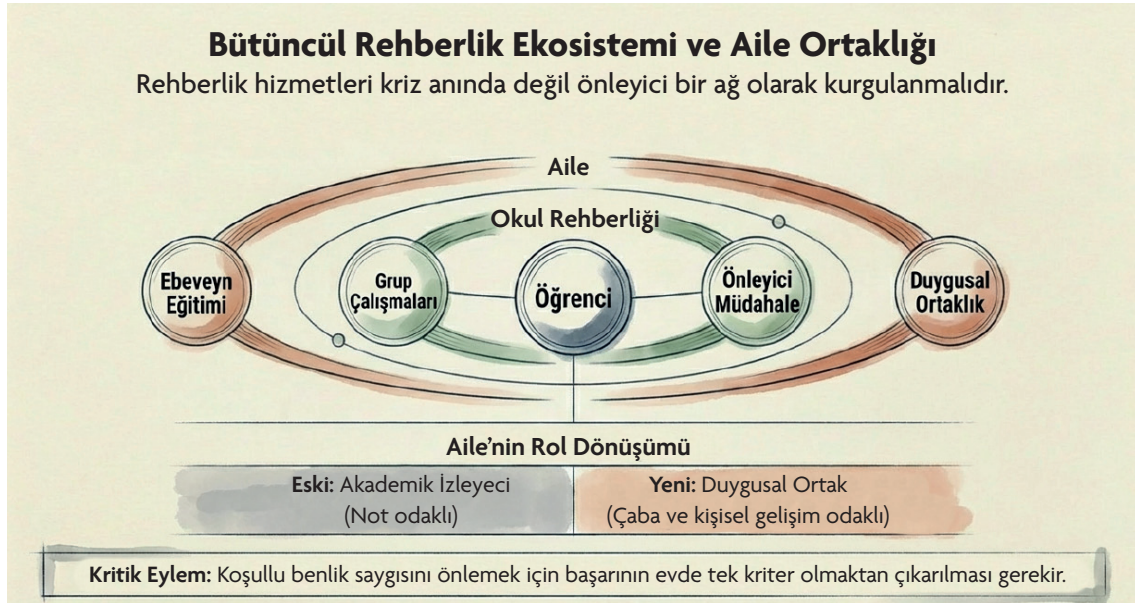 Bütüncül Rehberlik Ekosistemi ve Aile Ortaklığı
Rehberlik hizmetleri kriz anında değil önleyici bir ağ olarak kurgulanmalıdır.
Aile
Okul Rehberliği
Ebeveyn
Eğitimi
Grup
Çalışmaları
Öğrenci
Önleyici
Müdahale
Duygusal
Ortaklık
Aile'nin Rol Dönüşümü
Eski: Akademik İzleyeci
(Not odaklı)
Yeni: Duygusal Ortak
(Çaba ve kişisel gelişim odaklı)
Kritik Eylem: Koşullu benlik saygısını önlemek için başarının evde tek kriter olmaktan çıkarılması gerekir.